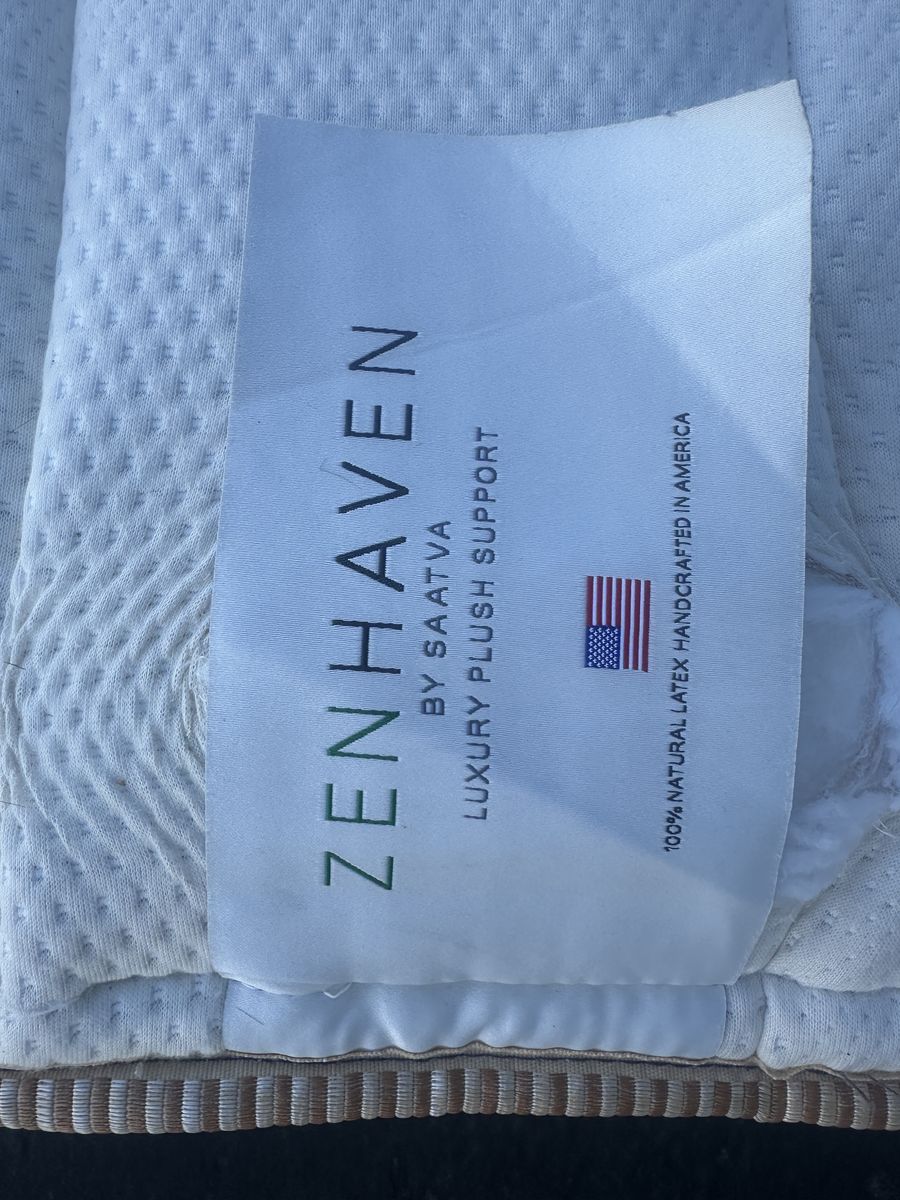 ZENHAVEN
BY SAATVA
LUXURY PLUSH SUPPORT
100% NATURAL LATEX HANDCRAFTED IN AMERICA